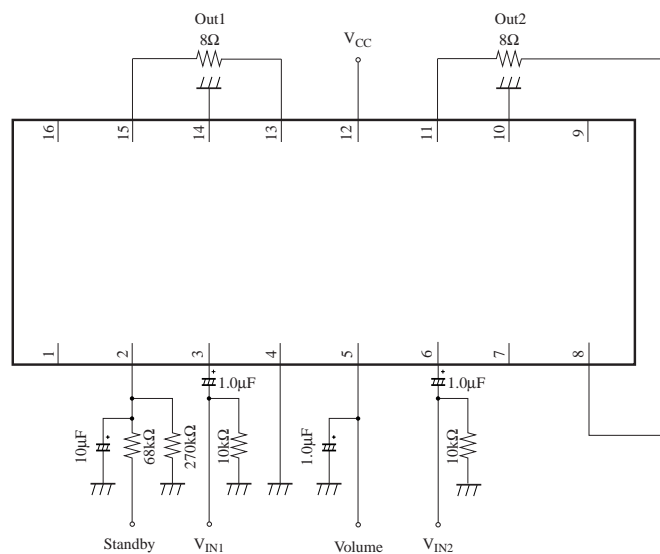 Out1
8Ω
V_CC
Out2
8Ω
16
15
14
13
12
11
10
9
1
2
3
4
5
6
7
8
+
1.0μF
+
1.0μF
+
10μF
68kΩ
270kΩ
10kΩ
+
1.0μF
10kΩ
Standby
V_IN1
Volume
V_IN2